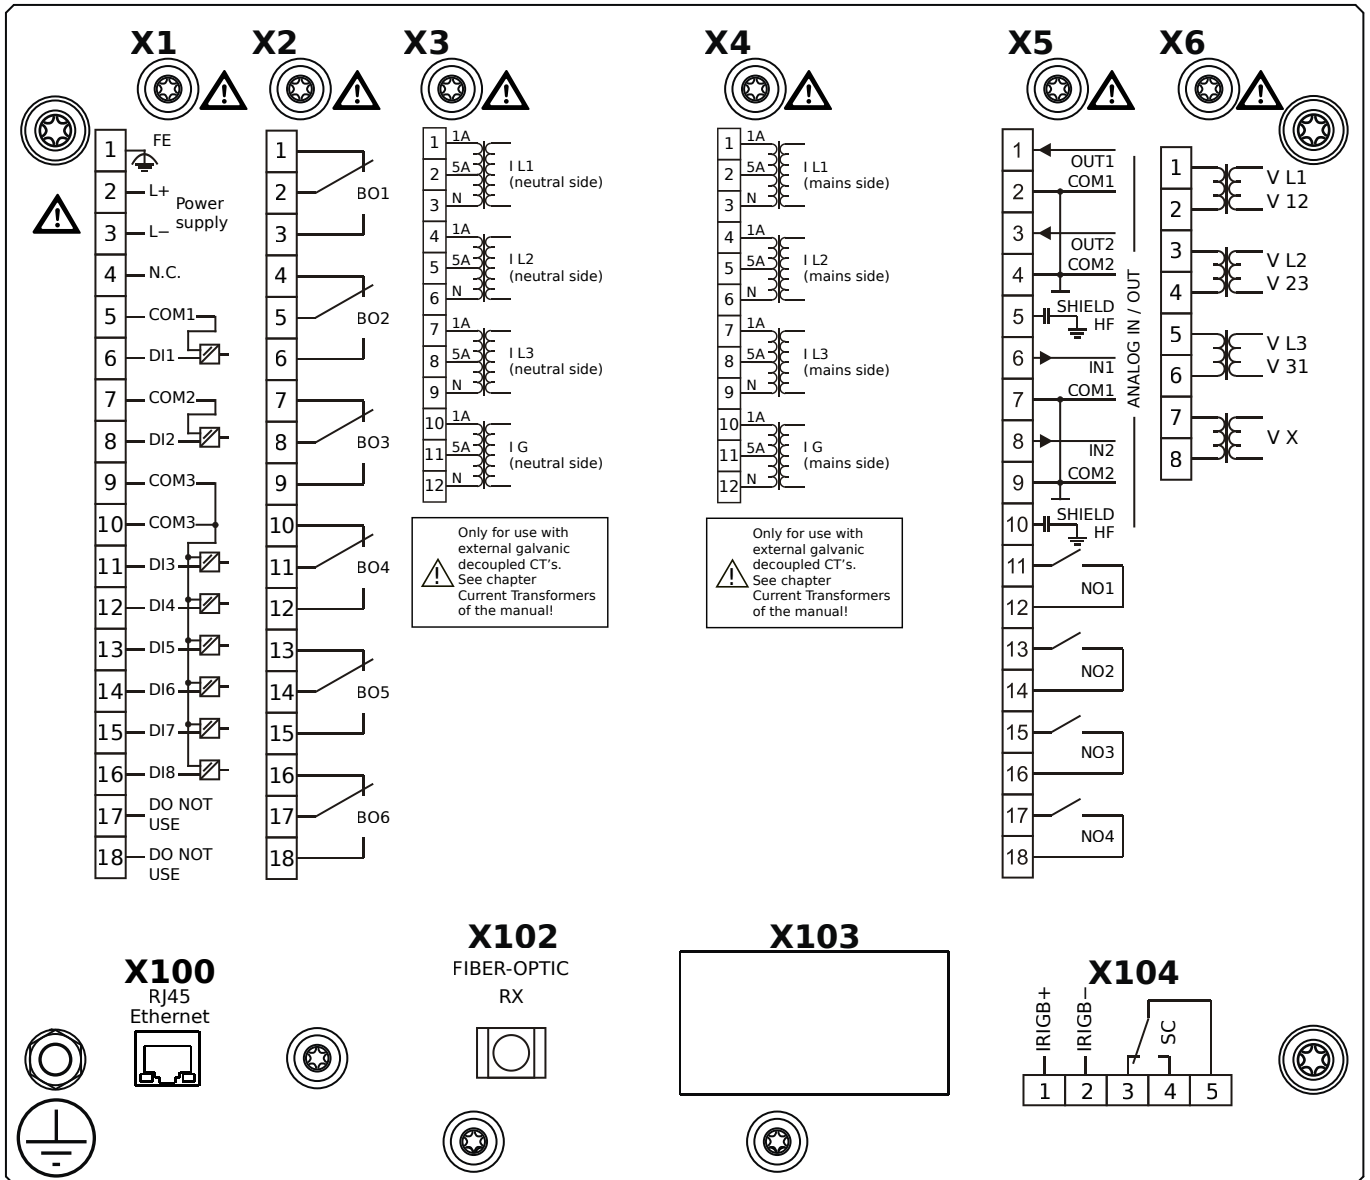 X1
X2
X3
X4
X5
X6
1 FE
2 L+
Power
supply
3 L−
4 N.C.
5 COM1
6 DI1
7 COM2
8 DI2
9 COM3
10 COM3
11 DI3
12 DI4
13 DI5
14 DI6
15 DI7
16 DI8
17 DO NOT
USE
18 DO NOT
USE
1
2 BO1
3
4
5 BO2
6
7
8 BO3
9
10
11 BO4
12
13
14 BO5
15
16
17 BO6
18
1 1A
2 5A I L1
(neutral side)
3 N
4 1A
5 5A I L2
(neutral side)
6 N
7 1A
8 5A I L3
(neutral side)
9 N
10 1A
11 5A I G
(neutral side)
12 N
Only for use with
external galvanic
decoupled CT's.
See chapter
Current Transformers
of the manual!
1 1A
2 5A I L1
(mains side)
3 N
4 1A
5 5A I L2
(mains side)
6 N
7 1A
8 5A I L3
(mains side)
9 N
10 1A
11 5A I G
(mains side)
12 N
Only for use with
external galvanic
decoupled CT's.
See chapter
Current Transformers
of the manual!
1 OUT1
2 COM1
3 OUT2
4 COM2
5 SHIELD
HF
6 IN1
7 COM1
8 IN2
9 COM2
10 SHIELD
HF
ANALOG IN / OUT
11
NO1
12
13
NO2
14
15
NO3
16
17
NO4
18
1 V L1
2 V 12
3 V L2
4 V 23
5 V L3
6 V 31
7
V X
8
X100
RJ45
Ethernet
X102
FIBER-OPTIC
RX
X103
X104
IRIGB+
IRIGB−
SC
1 2 3 4 5